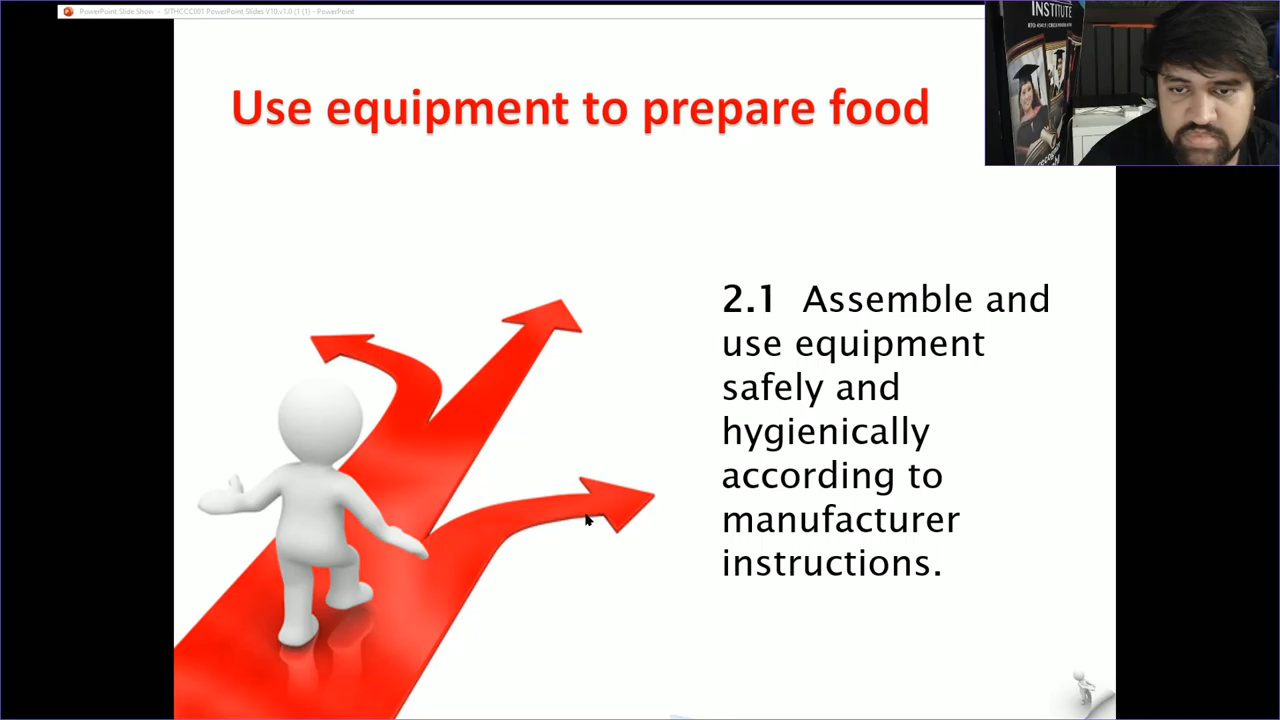 PowerPoint Slide Show - SITHCCC001 PowerPoint Slides V10.v1.0 (1 (1) - PowerPoint
INSTITUTE
Use equipment to prepare food
2.1 Assemble and
use equipment
safely and
hygienically
according to
manufacturer
instructions.